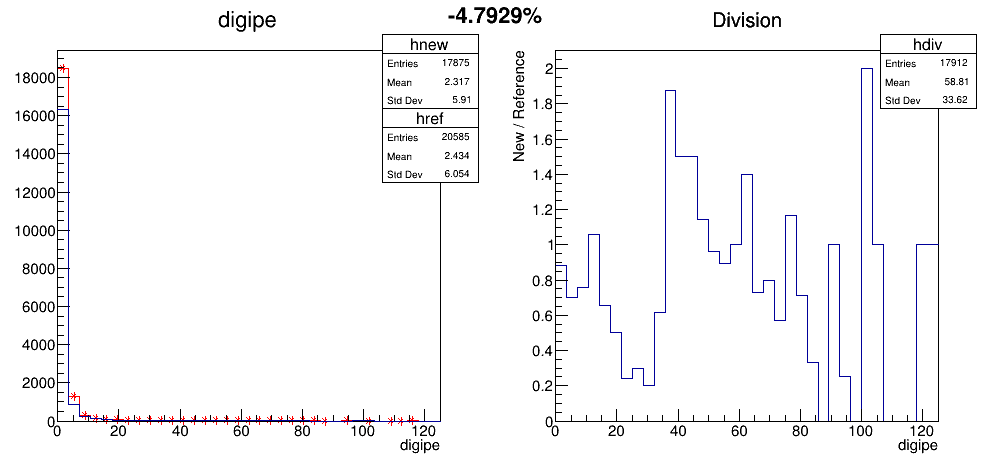 -4.7929%
digipe
hnew
Entries 17875
Mean 2.317
Std Dev 5.91
href
Entries 20585
Mean 2.434
Std Dev 6.054
18000
16000
14000
12000
10000
8000
6000
4000
2000
0
0 20 40 60 80 100 120
digipe
Division
hdiv
Entries 17912
Mean 58.81
Std Dev 33.62
New / Reference
2
1.8
1.6
1.4
1.2
1
0.8
0.6
0.4
0.2
0
0 20 40 60 80 100 120
digipe